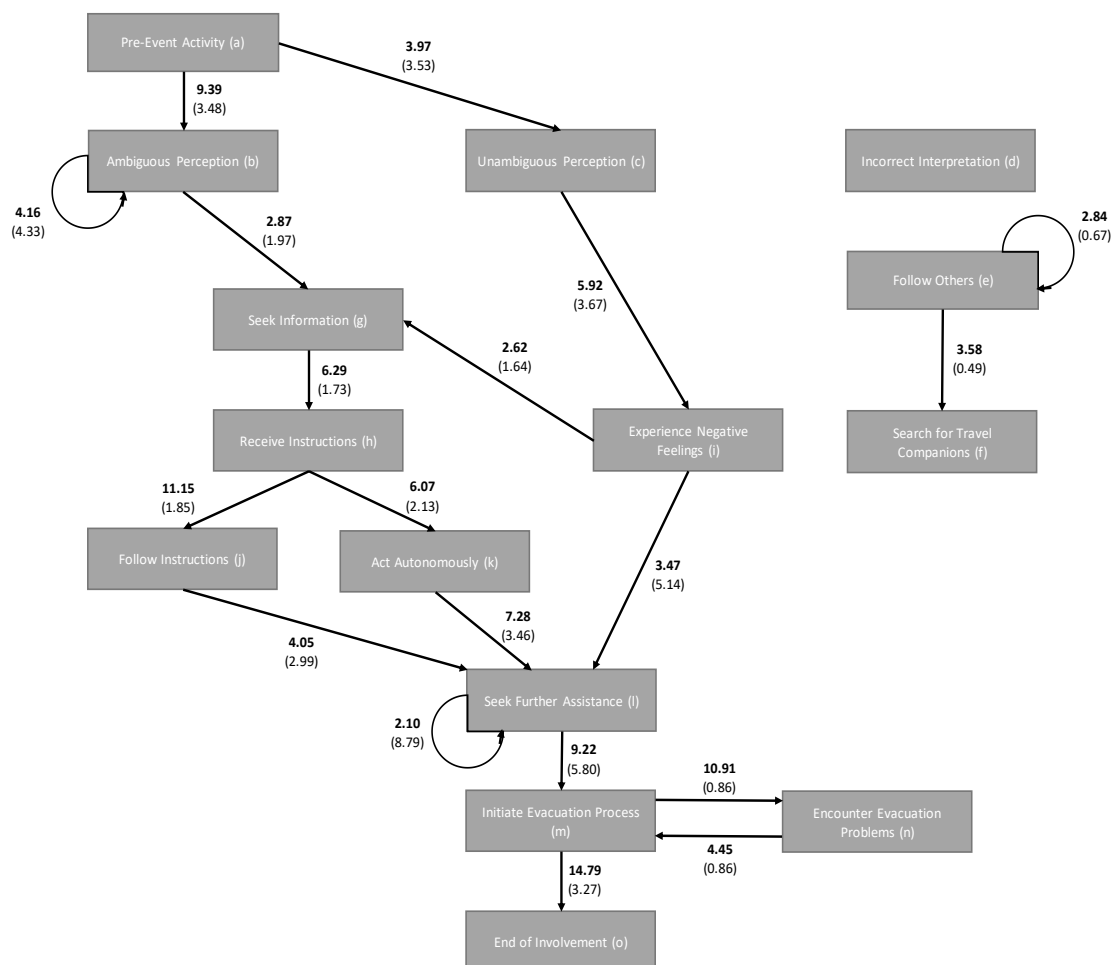 Pre-Event Activity (a)
3.97
(3.53)
9.39
(3.48)
Ambiguous Perception (b)
Unambiguous Perception (c)
Incorrect Interpretation (d)
4.16
(4.33)
2.87
(1.97)
2.84
(0.67)
Follow Others (e)
5.92
(3.67)
Seek Information (g)
2.62
(1.64)
3.58
(0.49)
6.29
(1.73)
Receive Instructions (h)
Experience Negative
Feelings (i)
Search for Travel
Companions (f)
11.15
(1.85)
6.07
(2.13)
Follow Instructions (j)
Act Autonomously (k)
3.47
(5.14)
4.05
(2.99)
7.28
(3.46)
Seek Further Assistance (l)
2.10
(8.79)
9.22
(5.80)
10.91
(0.86)
Initiate Evacuation Process
(m)
Encounter Evacuation
Problems (n)
4.45
(0.86)
14.79
(3.27)
End of Involvement (o)